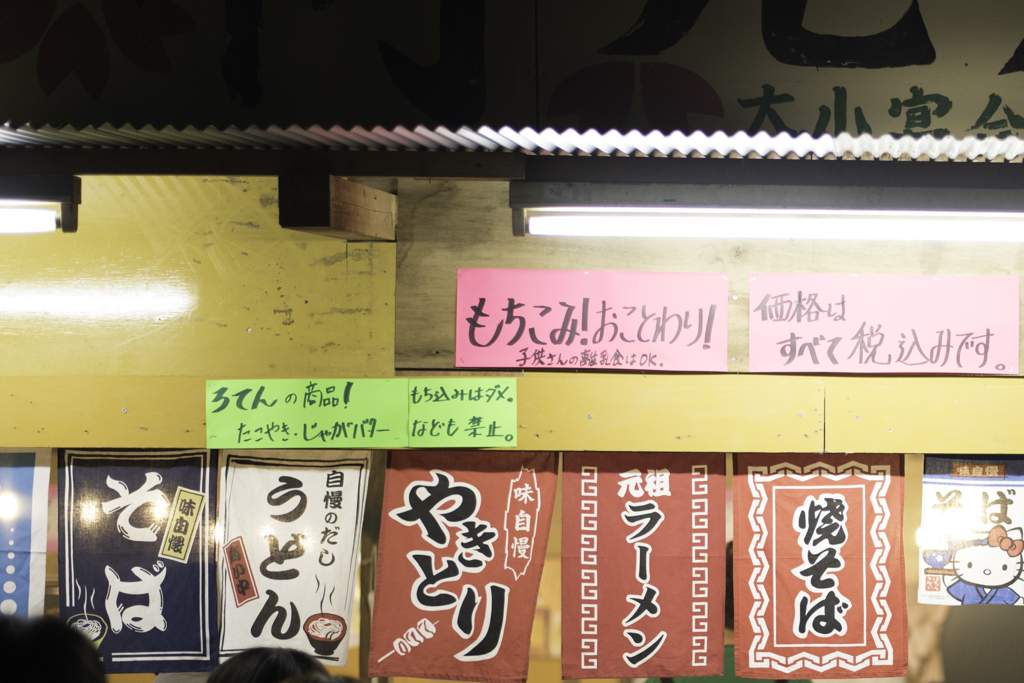 大小宴会
もちこみ!おことわり!
子供さんの離乳食はOK。
価格は
すべて税込みです。
ろてんの商品!
たこやき・じゃがバター
もち込みはダメ。
なども禁止。
そば
味自慢
自慢のだし
うどん
やきとり
味自慢
元祖
ラーメン
焼そば
味自慢
そば